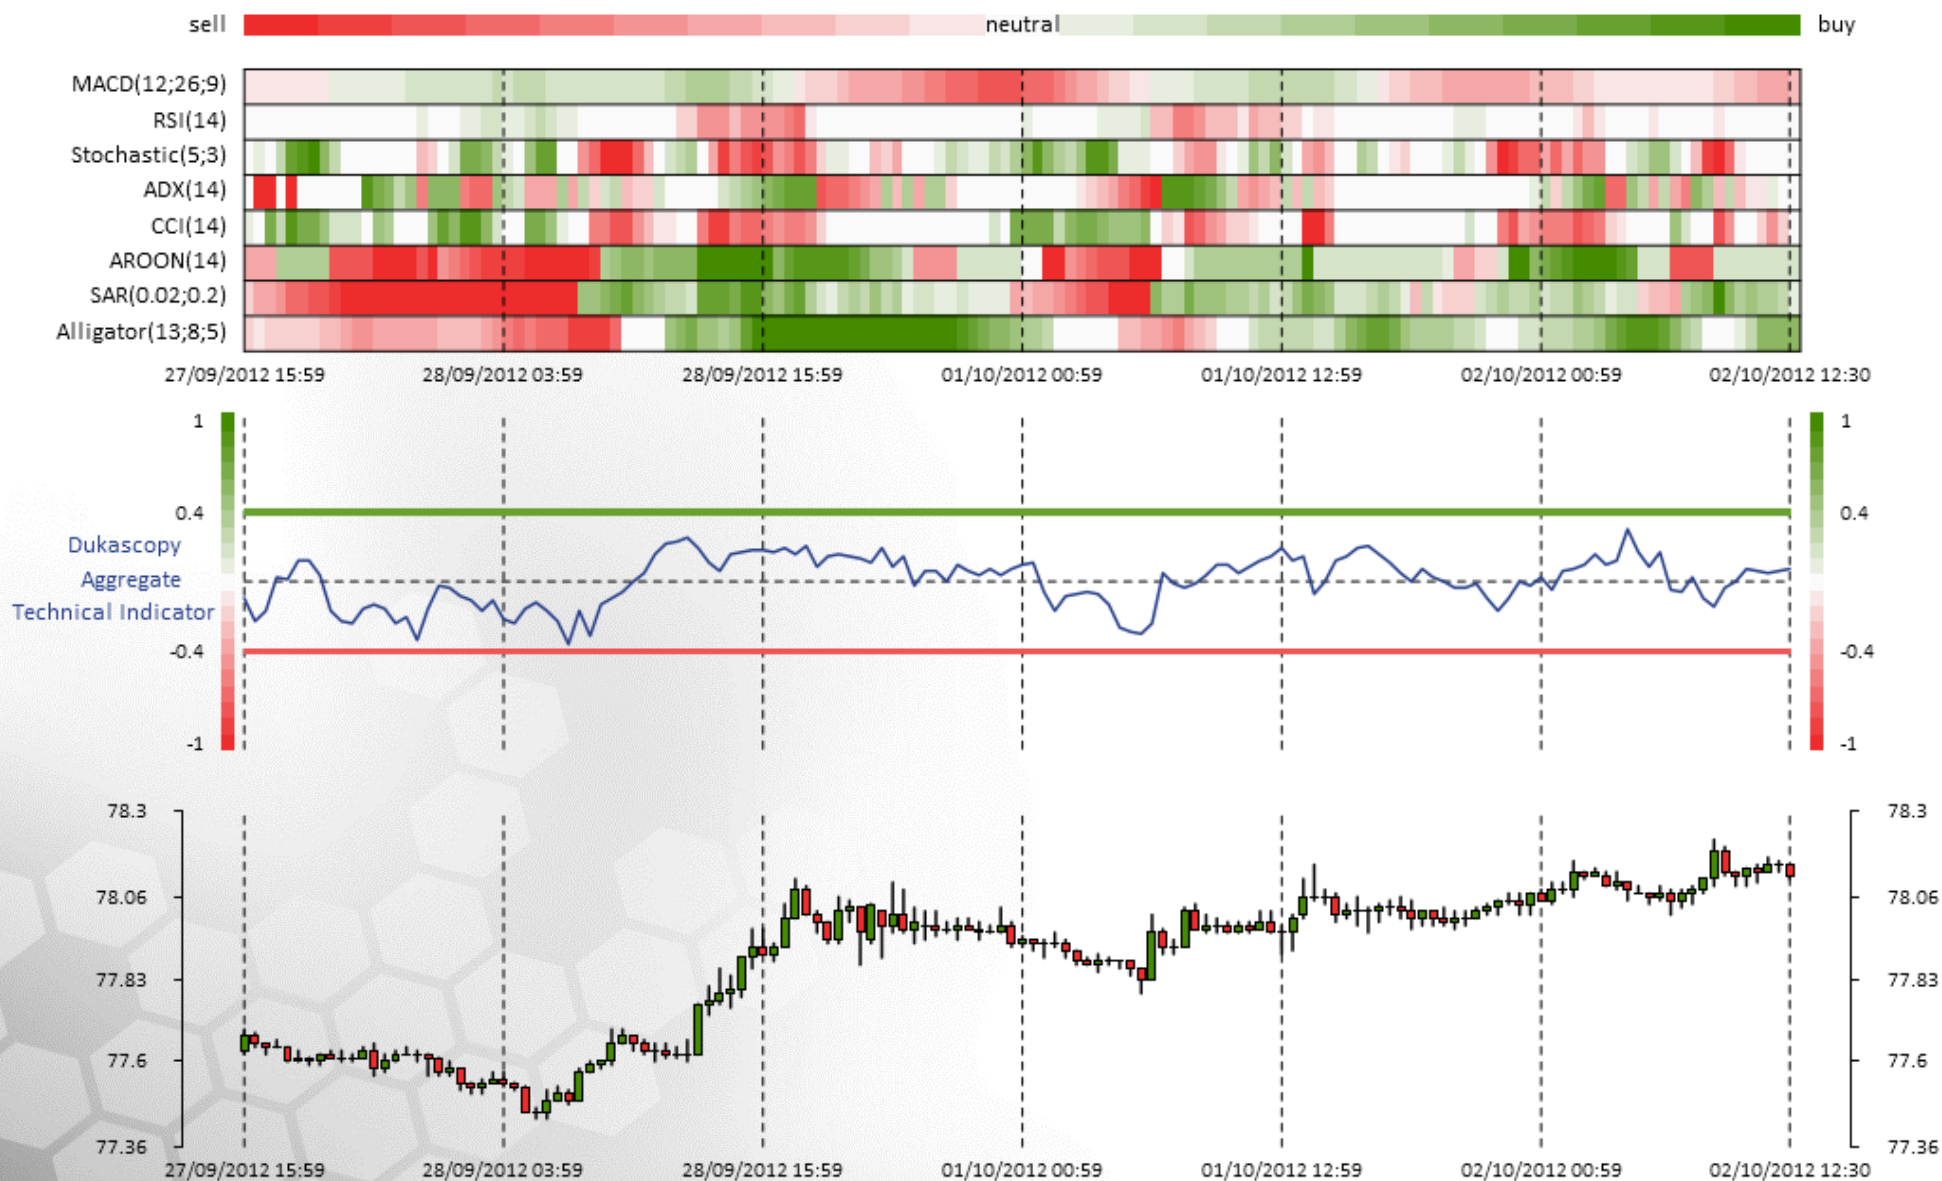 sell neutral buy
MACD(12;26;9)
RSI(14)
Stochastic(5;3)
ADX(14)
CCI(14)
AROON(14)
SAR(0.02;0.2)
Alligator(13;8;5)
27/09/2012 15:59 28/09/2012 03:59 28/09/2012 15:59 01/10/2012 00:59 01/10/2012 12:59 02/10/2012 00:59 02/10/2012 12:30
1 1
0.4 0.4
Dukascopy
Aggregate
Technical Indicator
-0.4 -0.4
-1 -1
78.3 78.3
78.06 78.06
77.83 77.83
77.6 77.6
77.36 77.36
27/09/2012 15:59 28/09/2012 03:59 28/09/2012 15:59 01/10/2012 00:59 01/10/2012 12:59 02/10/2012 00:59 02/10/2012 12:30